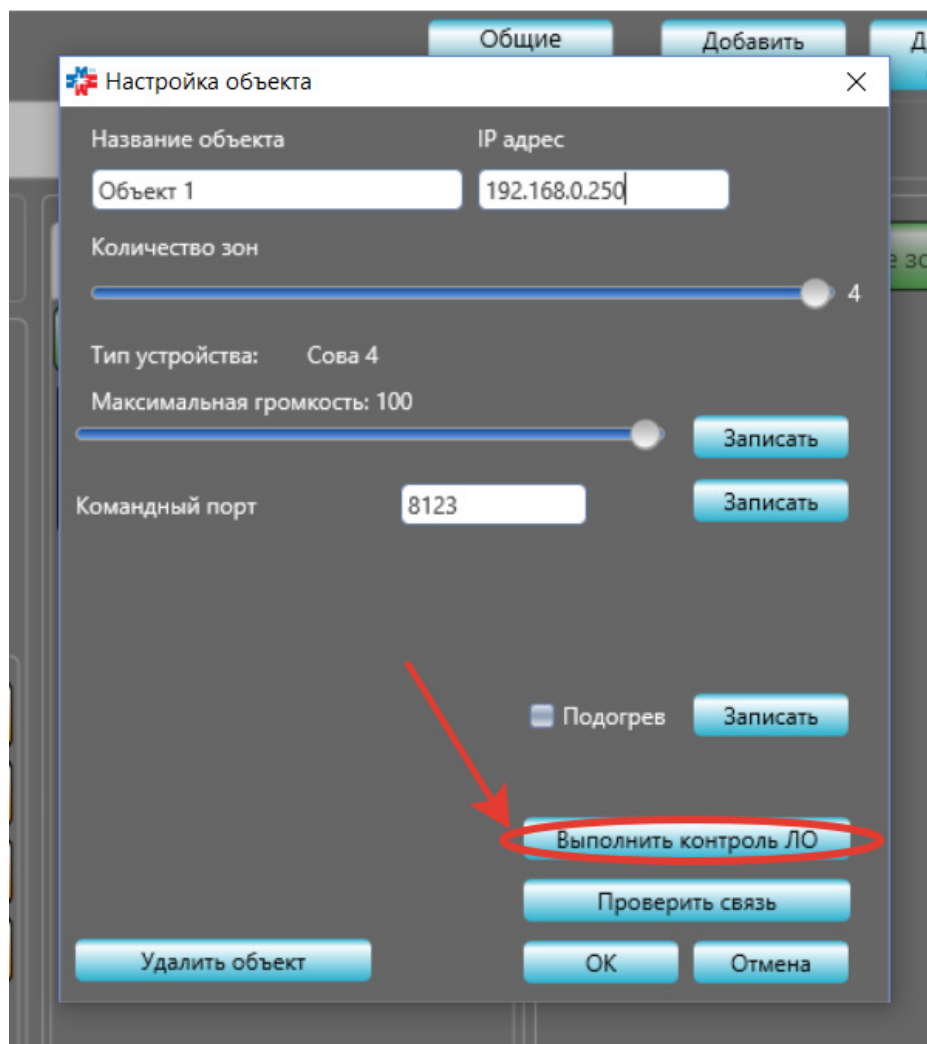 Общие
Добавить
Настройка объекта
Название объекта
IP адрес
Объект 1
192.168.0.250
Количество зон
4
Тип устройства: Сова 4
Максимальная громкость: 100
Записать
Командный порт
8123
Записать
Подогрев
Записать
Выполнить контроль ЛО
Проверить связь
Удалить объект
ОК
Отмена